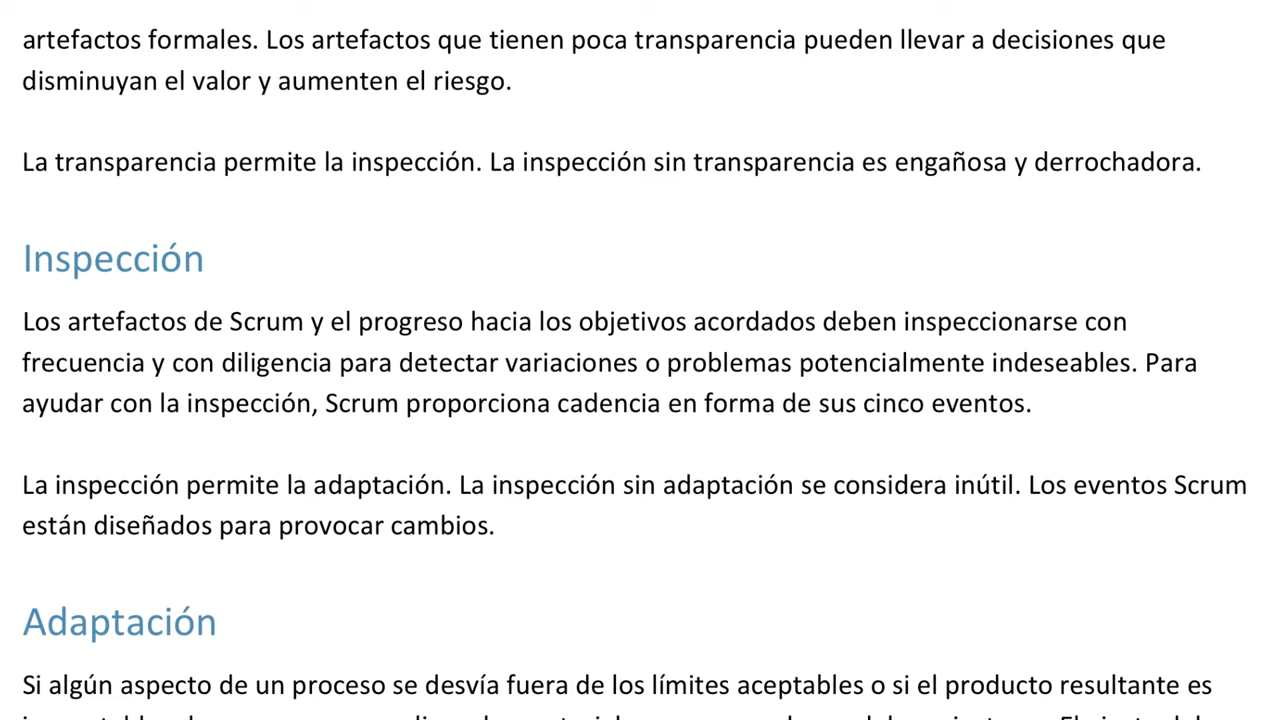 artefactos formales. Los artefactos que tienen poca transparencia pueden llevar a decisiones que
disminuyan el valor y aumenten el riesgo.
La transparencia permite la inspección. La inspección sin transparencia es engañosa y derrochadora.
Inspección
Los artefactos de Scrum y el progreso hacia los objetivos acordados deben inspeccionarse con
frecuencia y con diligencia para detectar variaciones o problemas potencialmente indeseables. Para
ayudar con la inspección, Scrum proporciona cadencia en forma de sus cinco eventos.
La inspección permite la adaptación. La inspección sin adaptación se considera inútil. Los eventos Scrum
están diseñados para provocar cambios.
Adaptación
Si algún aspecto de un proceso se desvía fuera de los límites aceptables o si el producto resultante es